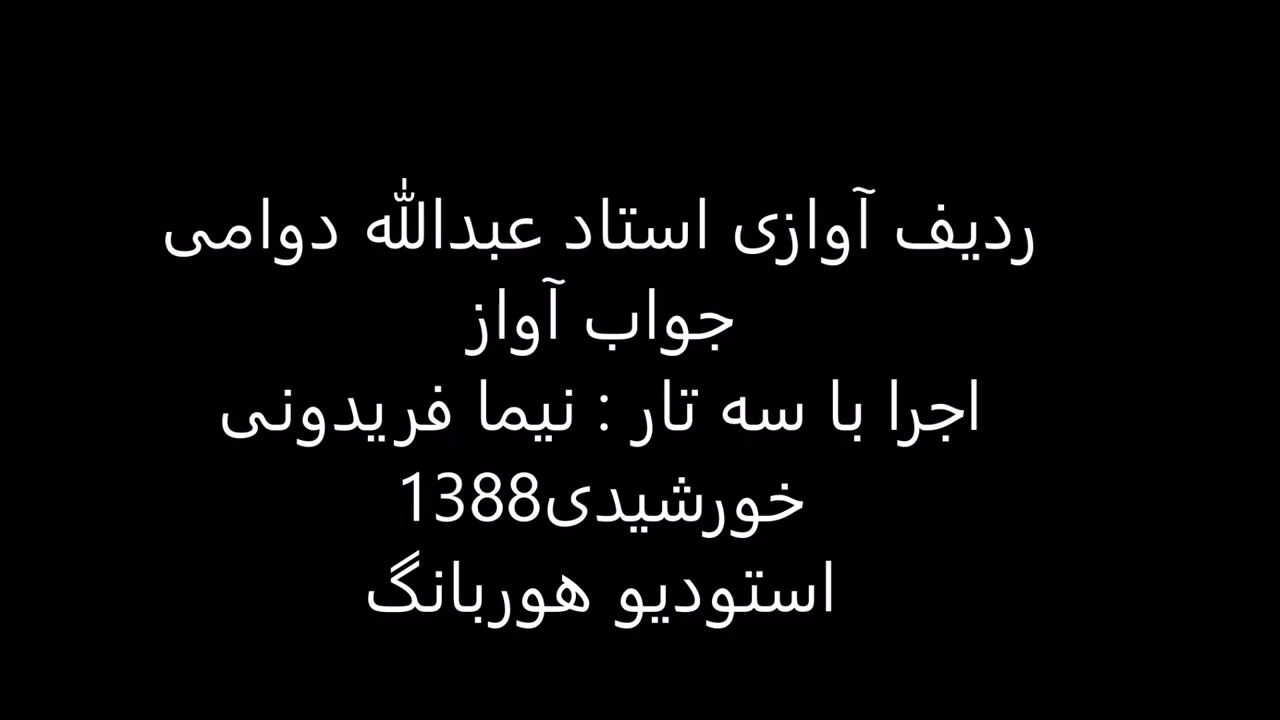 ردیف آوازی استاد عبدالله دوامی
جواب آواز
اجرا با سه تار : نیما فریدونی
خورشیدی1388
استودیو هوربانگ